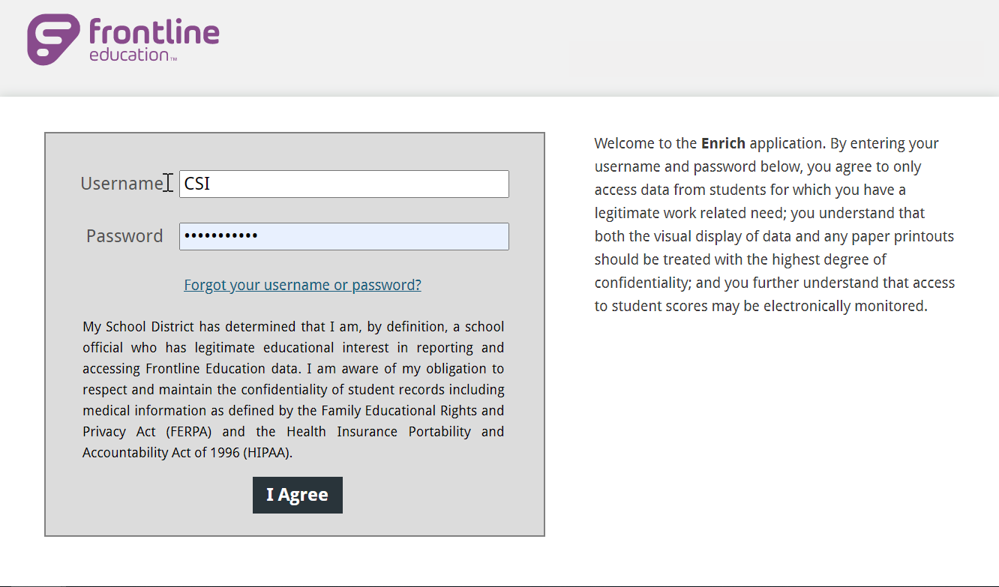 frontline
education™
Username
CSI
Password
•••••••••••
Forgot your username or password?
My School District has determined that I am, by definition, a school
official who has legitimate educational interest in reporting and
accessing Frontline Education data. I am aware of my obligation to
respect and maintain the confidentiality of student records including
medical information as defined by the Family Educational Rights and
Privacy Act (FERPA) and the Health Insurance Portability and
Accountability Act of 1996 (HIPAA).
I Agree
Welcome to the Enrich application. By entering your
username and password below, you agree to only
access data from students for which you have a
legitimate work related need; you understand that
both the visual display of data and any paper printouts
should be treated with the highest degree of
confidentiality; and you further understand that access
to student scores may be electronically monitored.